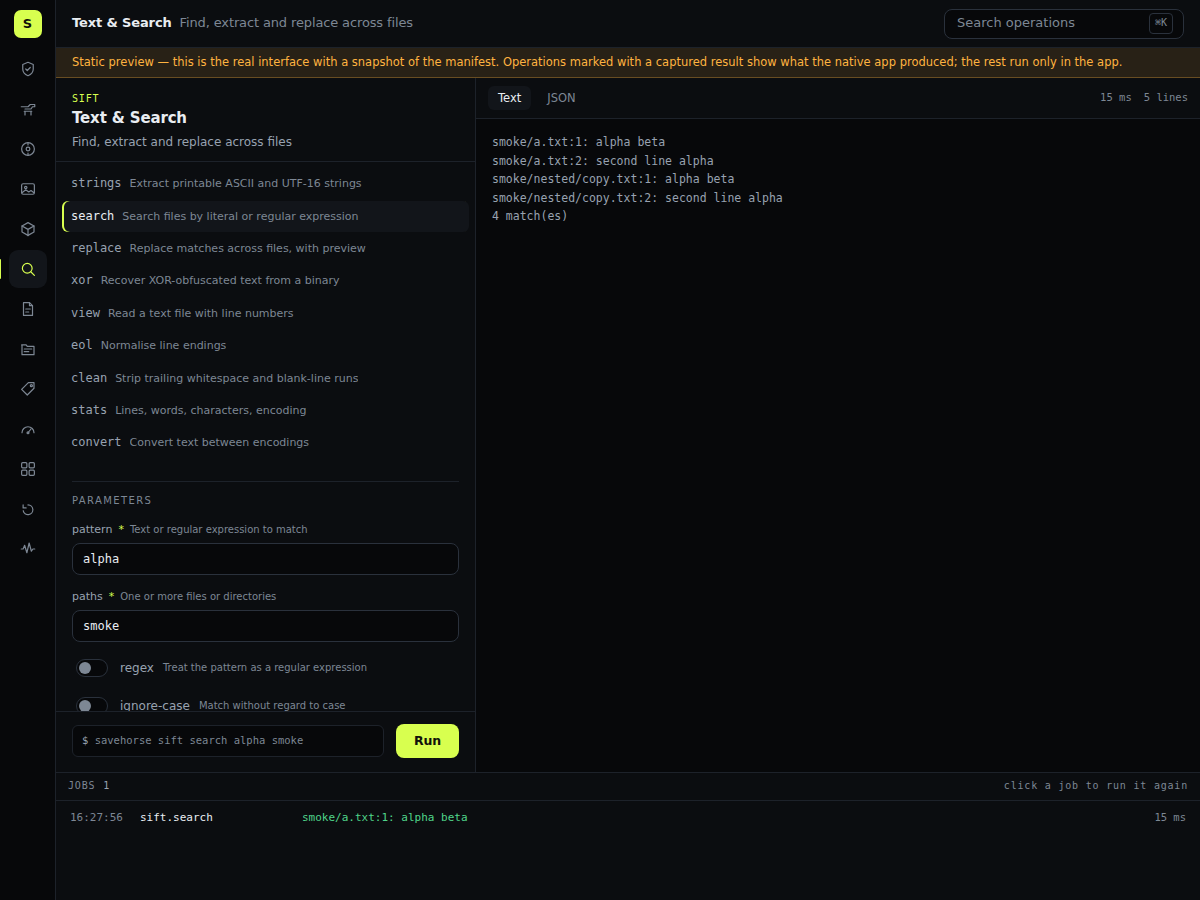 S
Text & Search Find, extract and replace across files
Search operations ⌘K
Static preview — this is the real interface with a snapshot of the manifest. Operations marked with a captured result show what the native app produced; the rest run only in the app.
SIFT
Text & Search
Find, extract and replace across files
strings Extract printable ASCII and UTF-16 strings
search Search files by literal or regular expression
replace Replace matches across files, with preview
xor Recover XOR-obfuscated text from a binary
view Read a text file with line numbers
eol Normalise line endings
clean Strip trailing whitespace and blank-line runs
stats Lines, words, characters, encoding
convert Convert text between encodings
PARAMETERS
pattern * Text or regular expression to match
alpha
paths * One or more files or directories
smoke
regex Treat the pattern as a regular expression
ignore-case Match without regard to case
$ savehorse sift search alpha smoke
Run
Text JSON 15 ms 5 lines
smoke/a.txt:1: alpha beta
smoke/a.txt:2: second line alpha
smoke/nested/copy.txt:1: alpha beta
smoke/nested/copy.txt:2: second line alpha
4 match(es)
JOBS 1 click a job to run it again
16:27:56 sift.search smoke/a.txt:1: alpha beta 15 ms